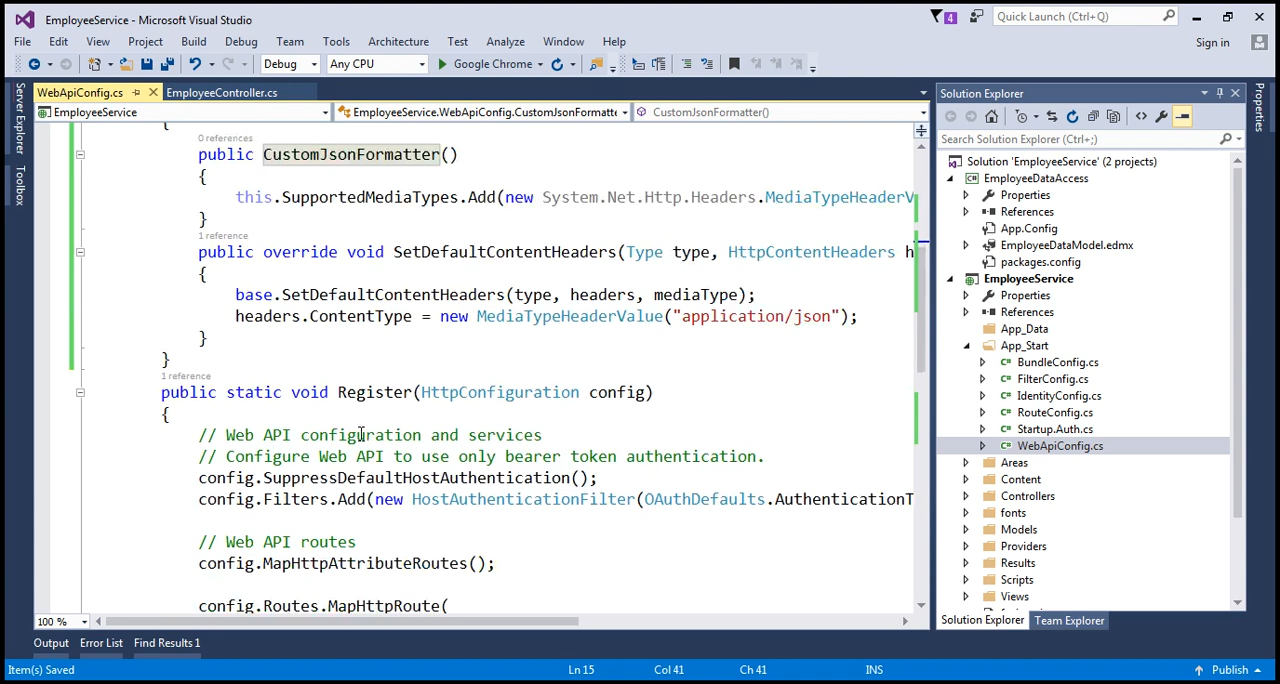 EmployeeService - Microsoft Visual Studio
4
Quick Launch (Ctrl+Q)
File Edit View Project Build Debug Team Tools Architecture Test Analyze Window Help
Sign in
Debug Any CPU Google Chrome
Server Explorer
Toolbox
WebApiConfig.cs EmployeeController.cs
EmployeeService EmployeeService.WebApiConfig.CustomJsonFormatte CustomJsonFormatter()
{
0 references
public CustomJsonFormatter()
{
this.SupportedMediaTypes.Add(new System.Net.Http.Headers.MediaTypeHeaderV
}
1 reference
public override void SetDefaultContentHeaders(Type type, HttpContentHeaders h
{
base.SetDefaultContentHeaders(type, headers, mediaType);
headers.ContentType = new MediaTypeHeaderValue("application/json");
}
}
1 reference
public static void Register(HttpConfiguration config)
{
// Web API configuration and services
// Configure Web API to use only bearer token authentication.
config.SuppressDefaultHostAuthentication();
config.Filters.Add(new HostAuthenticationFilter(OAuthDefaults.AuthenticationT
// Web API routes
config.MapHttpAttributeRoutes();
config.Routes.MapHttpRoute(
100 %
Solution Explorer
Search Solution Explorer (Ctrl+;)
Solution 'EmployeeService' (2 projects)
EmployeeDataAccess
Properties
References
App.Config
EmployeeDataModel.edmx
packages.config
EmployeeService
Properties
References
App_Data
App_Start
BundleConfig.cs
FilterConfig.cs
IdentityConfig.cs
RouteConfig.cs
Startup.Auth.cs
WebApiConfig.cs
Areas
Content
Controllers
fonts
Models
Providers
Results
Scripts
Views
Solution Explorer Team Explorer
Properties
Output Error List Find Results 1
Item(s) Saved Ln 15 Col 41 Ch 41 INS Publish